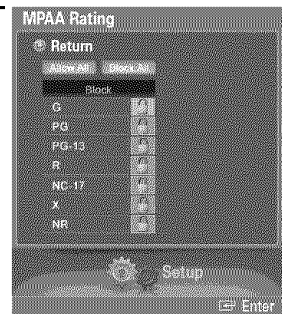 MPAA Rating
Return
Allow All Block All
Block
G
PG
PG-13
R
NC-17
X
NR
Setup
Enter